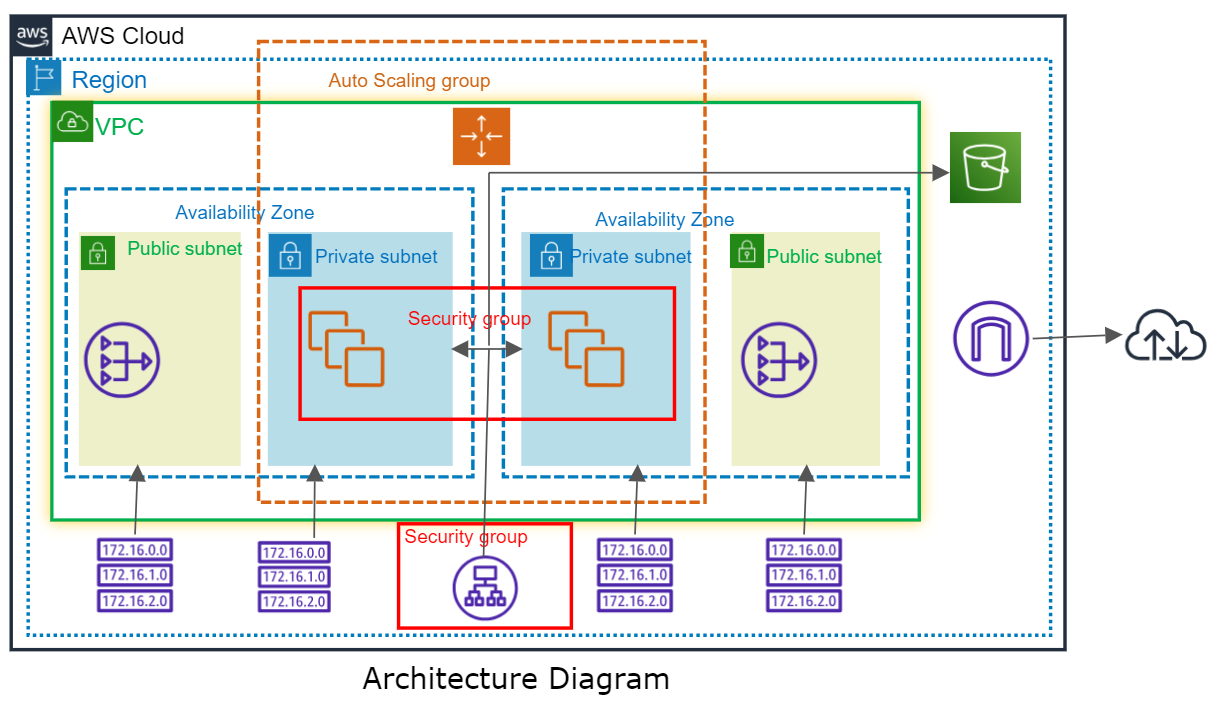 aws
AWS Cloud
Region
Auto Scaling group
VPC
Availability Zone
Availability Zone
Public subnet
Private subnet
Private subnet
Public subnet
Security group
Security group
172.16.0.0
172.16.1.0
172.16.2.0
172.16.0.0
172.16.1.0
172.16.2.0
172.16.0.0
172.16.1.0
172.16.2.0
172.16.0.0
172.16.1.0
172.16.2.0
Architecture Diagram